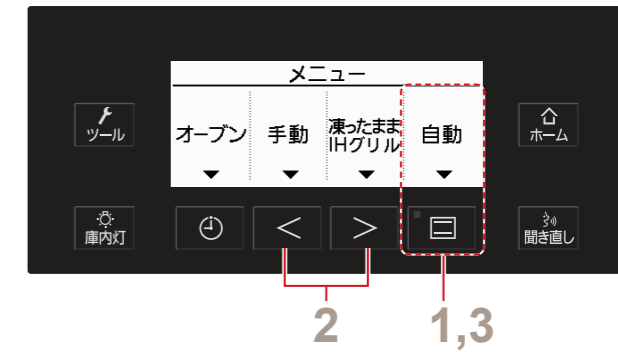 メニュー
オーブン
手動
凍ったまま
IHグリル
自動
ツール
ホーム
庫内灯
<
>
聞き直し
2
1,3